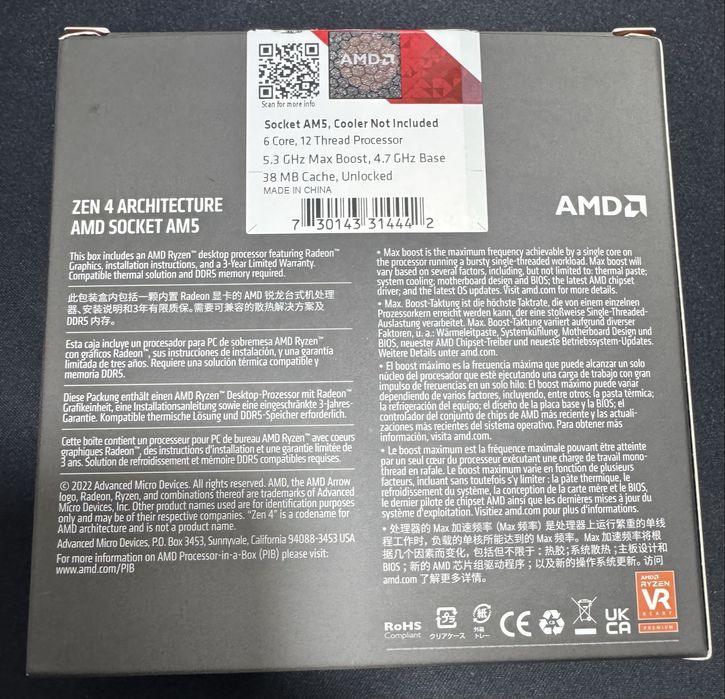 Scan for more info
AMD
Socket AM5, Cooler Not Included
6 Core, 12 Thread Processor
5.3 GHz Max Boost, 4.7 GHz Base
38 MB Cache, Unlocked
MADE IN CHINA
7 30143 31444 2
ZEN 4 ARCHITECTURE
AMD SOCKET AM5
AMD
This box includes an AMD Ryzen™ desktop processor featuring Radeon™
Graphics, installation instructions, and a 3-Year Limited Warranty.
Compatible thermal solution and DDR5 memory required.
此包装盒内包括一颗内置 Radeon 显卡的 AMD 锐龙台式机处理
器、安装说明和3年有限质保。需要可兼容的散热解决方案及
DDR5 内存。
Esta caja incluye un procesador para PC de sobremesa AMD Ryzen™
con gráficos Radeon™, sus instrucciones de instalación, y una garantía
limitada de tres años. Requiere una solución térmica compatible y
memoria DDR5.
Diese Packung enthält einen AMD Ryzen™ Desktop-Prozessor mit Radeon™
Grafikeinheit, eine Installationsanleitung sowie eine eingeschränkte 3-Jahres-
Garantie. Kompatible thermische Lösung und DDR5-Speicher erforderlich.
Cette boîte contient un processeur pour PC de bureau AMD Ryzen™ avec coeurs
graphiques Radeon™, des instructions d'installation et une garantie limitée de
3 ans. Solution de refroidissement et mémoire DDR5 compatibles requises.
© 2022 Advanced Micro Devices. All rights reserved. AMD, the AMD Arrow
logo, Radeon, Ryzen, and combinations thereof are trademarks of Advanced
Micro Devices, Inc. Other product names used are for identification purposes
only and may be of their respective companies. "Zen 4" is a codename for
AMD architecture and is not a product name.
Advanced Micro Devices, P.O. Box 3453, Sunnyvale, California 94088-3453 USA
For more information on AMD Processor-in-a-Box (PIB) please visit:
www.amd.com/PIB
• Max boost is the maximum frequency achievable by a single core on
the processor running a bursty single-threaded workload. Max boost will
vary based on several factors, including, but not limited to: thermal paste;
system cooling; motherboard design and BIOS; the latest AMD chipset
driver; and the latest OS updates. Visit amd.com for more details.
• Max. Boost-Taktung ist die höchste Taktrate, die von einem einzelnen
Prozessorkern erreicht werden kann, der eine stoßweise Single-Threaded-
Auslastung verarbeitet. Max. Boost-Taktung variiert aufgrund diverser
Faktoren, u. a.: Wärmeleitpaste, Systemkühlung, Motherboard Design und
BIOS, neuester AMD Chipset-Treiber und neueste Betriebssystem-Updates.
Weitere Details unter amd.com.
• El boost máximo es la frecuencia máxima que puede alcanzar un solo
núcleo del procesador que esté ejecutando una carga de trabajo con gran
impulso de frecuencias en un solo hilo. El boost máximo puede variar
dependiendo de varios factores, incluyendo, entre otros: la pasta térmica;
la refrigeración del equipo; el diseño de la placa base y la BIOS; el
controlador del conjunto de chips de AMD más reciente y las actuali-
zaciones más recientes del sistema operativo. Para obtener más
información, visita amd.com.
• Le boost maximum est la fréquence maximale pouvant être atteinte
par un seul cœur du processeur exécutant une charge de travail mono-
thread en rafale. Le boost maximum varie en fonction de plusieurs
facteurs, incluant sans toutefois s'y limiter : la pâte thermique, le
refroidissement du système, la conception de la carte mère et le BIOS,
le dernier pilote de chipset AMD ainsi que les dernières mises à jour du
système d'exploitation. Visitez amd.com pour plus d'informations.
• 处理器的 Max 加速频率 (Max 频率) 是处理器上运行繁重的单线
程工作时，负载的单核所能达到的 Max 频率。Max 加速频率将根
据几个因素而变化，包括但不限于：热胶；系统散热；主板设计和
BIOS；新的 AMD 芯片组驱动程序；以及新的操作系统更新。访问
amd.com 了解更多详情。
RoHS
Compliant
プラ
クリアケース
紙
外箱
トレー
CE
UK
CA
AMD
RYZEN
VR
READY
PREMIUM